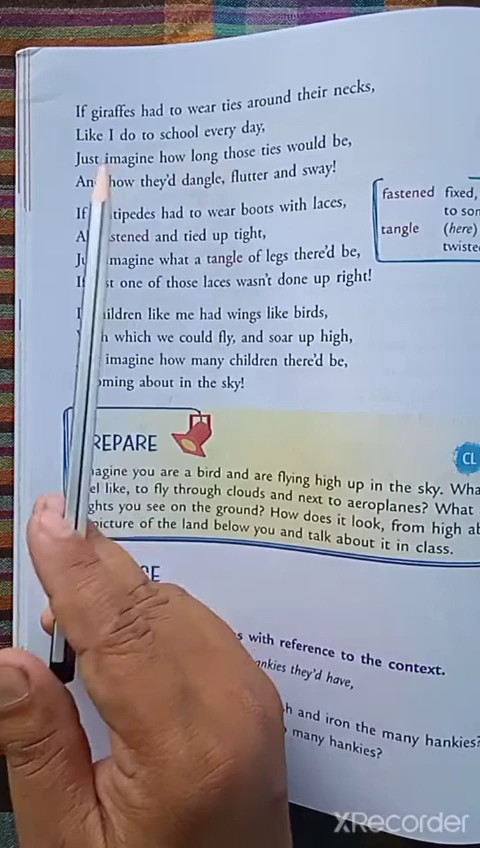 If giraffes had to wear ties around their necks,
Like I do to school every day,
Just imagine how long those ties would be,
how they'd dangle, flutter and sway!
If tipedes had to wear boots with laces,
stened and tied up tight,
magine what a tangle of legs there'd be,
st one of those laces wasn't done up right!
ildren like me had wings like birds,
which we could fly, and soar up high,
imagine how many children there'd be,
oming about in the sky!
fastened fixed,
to som
tangle (here)
twiste
REPARE
CL
agine you are a bird and are flying high up in the sky. Wha
el like, to fly through clouds and next to aeroplanes? What
ghts you see on the ground? How does it look, from high ab
picture of the land below you and talk about it in class.
s with reference to the context.
ankies they'd have,
h and iron the many hankies?
many hankies?
XRecorder